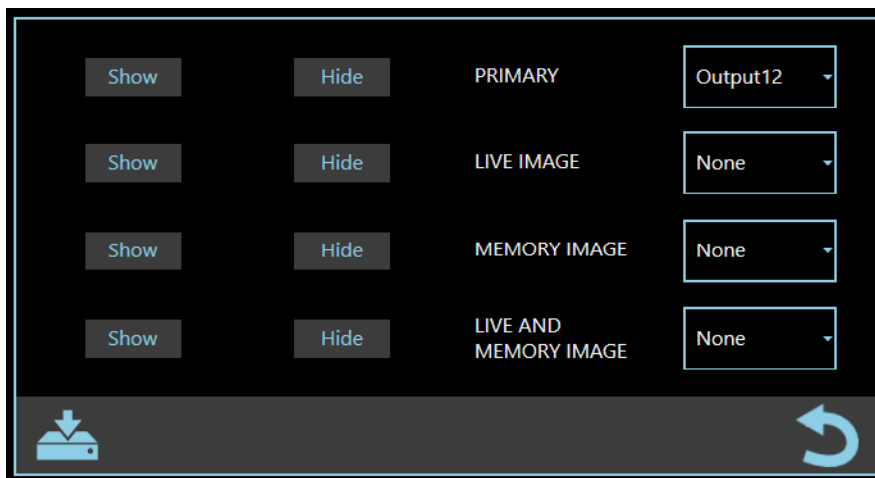 Show Hide PRIMARY Output12
Show Hide LIVE IMAGE None
Show Hide MEMORY IMAGE None
Show Hide LIVE AND
MEMORY IMAGE None